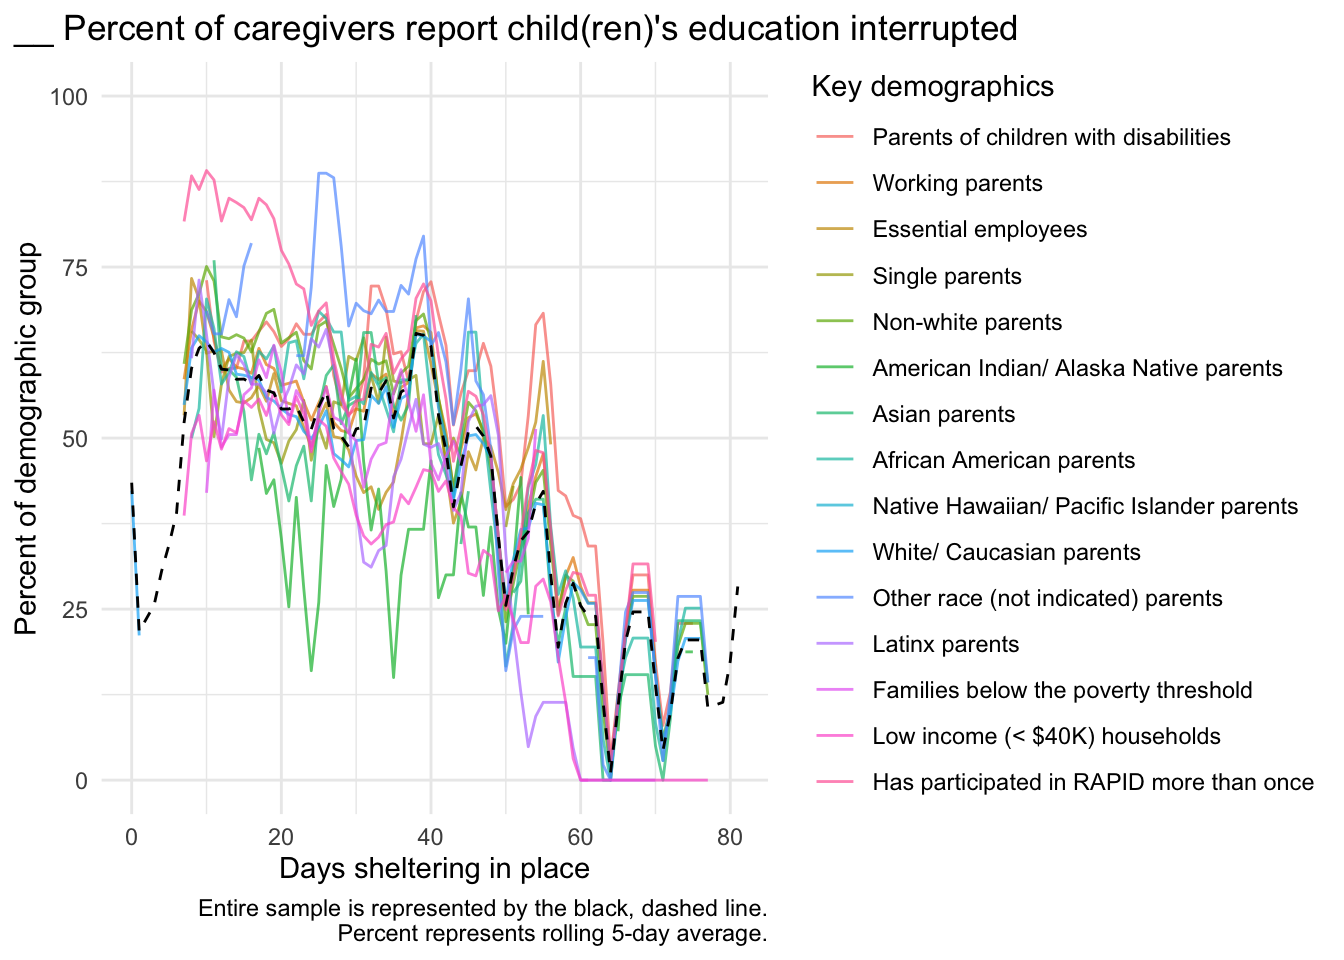 __ Percent of caregivers report child(ren)'s education interrupted
Percent of demographic group
100
75
50
25
0
0 20 40 60 80
Days sheltering in place
Key demographics
Parents of children with disabilities
Working parents
Essential employees
Single parents
Non-white parents
American Indian/ Alaska Native parents
Asian parents
African American parents
Native Hawaiian/ Pacific Islander parents
White/ Caucasian parents
Other race (not indicated) parents
Latinx parents
Families below the poverty threshold
Low income (< $40K) households
Has participated in RAPID more than once
Entire sample is represented by the black, dashed line.
Percent represents rolling 5-day average.